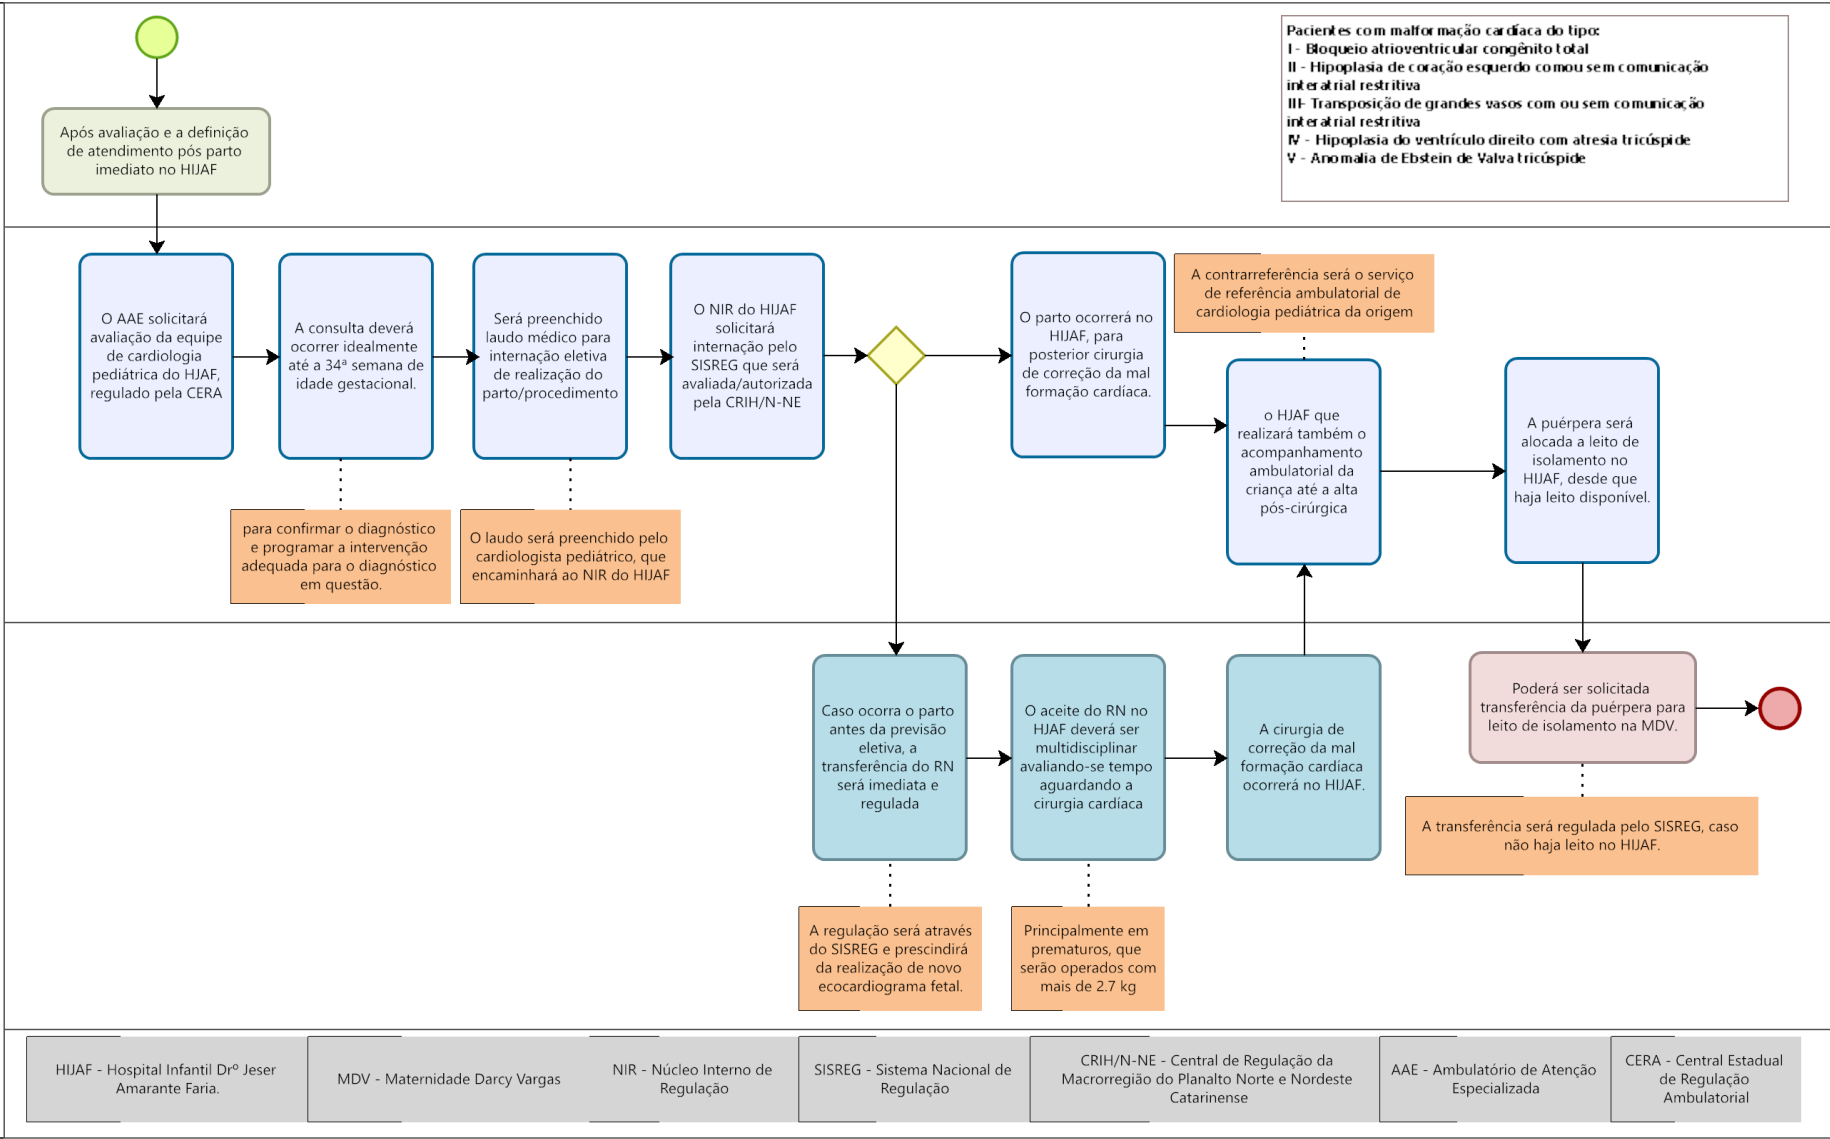 Pacientes com malformação cardíaca do tipo:
I - Bloqueio atrioventricular congênito total
II - Hipoplasia de coração esquerdo comou sem comunicação
interatrial restritiva
III- Transposição de grandes vasos com ou sem comunicação
interatrial restritiva
IV - Hipoplasia do ventrículo direito com atresia tricúspide
V - Anomalia de Ebstein de Valva tricúspide
Após avaliação e a definição
de atendimento pós parto
imediato no HIJAF
O AAE solicitará
avaliação da equipe
de cardiologia
pediátrica do HJAF,
regulado pela CERA
A consulta deverá
ocorrer idealmente
até a 34ª semana de
idade gestacional.
Será preenchido
laudo médico para
internação eletiva
de realização do
parto/procedimento
O NIR do HIJAF
solicitará
internação pelo
SISREG que será
avaliada/autorizada
pela CRIH/N-NE
O parto ocorrerá no
HIJAF, para
posterior cirurgia
de correção da mal
formação cardíaca.
A contrarreferência será o serviço
de referência ambulatorial de
cardiologia pediátrica da origem
o HJAF que
realizará também o
acompanhamento
ambulatorial da
criança até a alta
pós-cirúrgica
A puérpera será
alocada a leito de
isolamento no
HIJAF, desde que
haja leito disponível.
para confirmar o diagnóstico
e programar a intervenção
adequada para o diagnóstico
em questão.
O laudo será preenchido pelo
cardiologista pediátrico, que
encaminhará ao NIR do HIJAF
Caso ocorra o parto
antes da previsão
eletiva, a
transferência do RN
será imediata e
regulada
O aceite do RN no
HJAF deverá ser
multidisciplinar
avaliando-se tempo
aguardando a
cirurgia cardíaca
A cirurgia de
correção da mal
formação cardíaca
ocorrerá no HIJAF.
Poderá ser solicitada
transferência da puérpera para
leito de isolamento na MDV.
A transferência será regulada pelo SISREG, caso
não haja leito no HIJAF.
A regulação será através
do SISREG e prescindirá
da realização de novo
ecocardiograma fetal.
Principalmente em
prematuros, que
serão operados com
mais de 2.7 kg
HIJAF - Hospital Infantil Drº Jeser
Amarante Faria.
MDV - Maternidade Darcy Vargas
NIR - Núcleo Interno de
Regulação
SISREG - Sistema Nacional de
Regulação
CRIH/N-NE - Central de Regulação da
Macrorregião do Planalto Norte e Nordeste
Catarinense
AAE - Ambulatório de Atenção
Especializada
CERA - Central Estadual
de Regulação
Ambulatorial